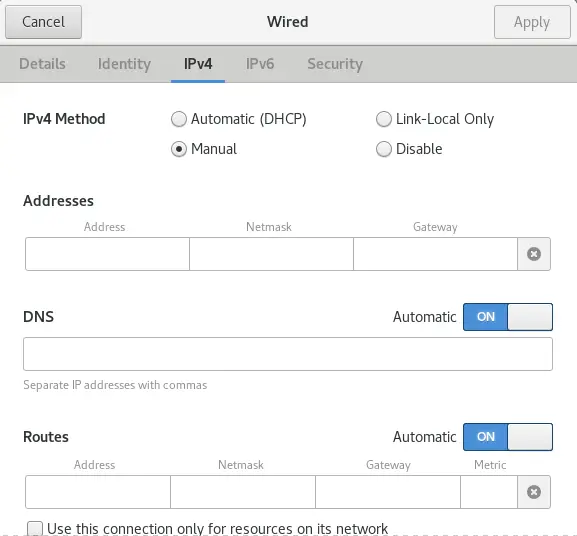 Cancel Wired Apply
Details Identity IPv4 IPv6 Security
IPv4 Method Automatic (DHCP) Link-Local Only
Manual Disable
Addresses
Address Netmask Gateway
DNS Automatic ON
Separate IP addresses with commas
Routes Automatic ON
Address Netmask Gateway Metric
Use this connection only for resources on its network